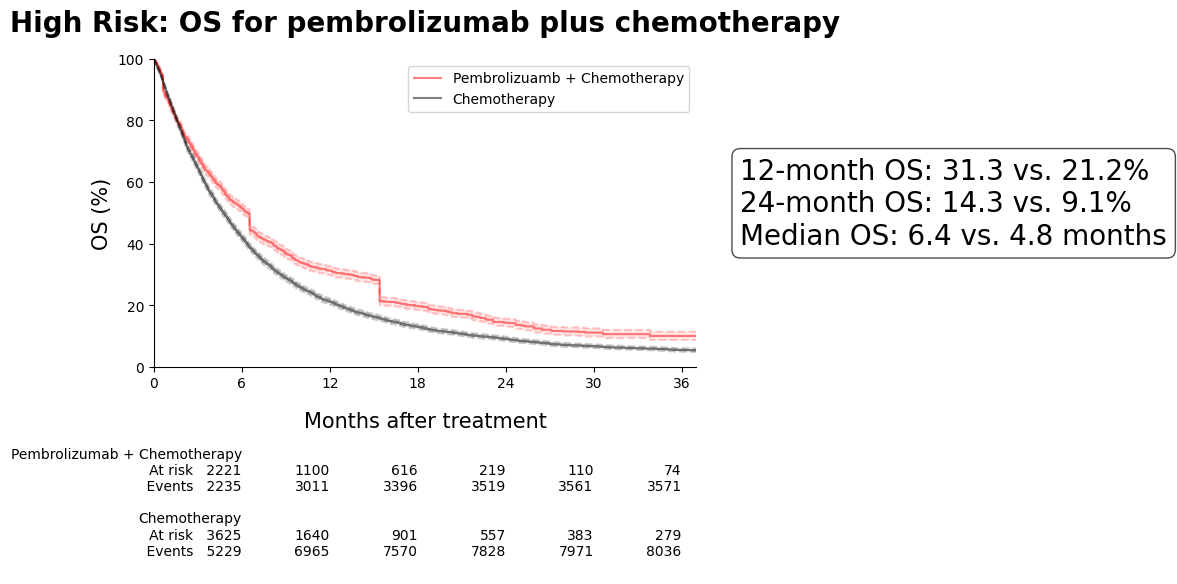 High Risk: OS for pembrolizumab plus chemotherapy
100
80
60
40
20
0
OS (%)
Pembrolizuamb + Chemotherapy
Chemotherapy
12-month OS: 31.3 vs. 21.2%
24-month OS: 14.3 vs. 9.1%
Median OS: 6.4 vs. 4.8 months
0 6 12 18 24 30 36
Months after treatment
Pembrolizumab + Chemotherapy
At risk 2221 1100 616 219 110 74
Events 2235 3011 3396 3519 3561 3571
Chemotherapy
At risk 3625 1640 901 557 383 279
Events 5229 6965 7570 7828 7971 8036